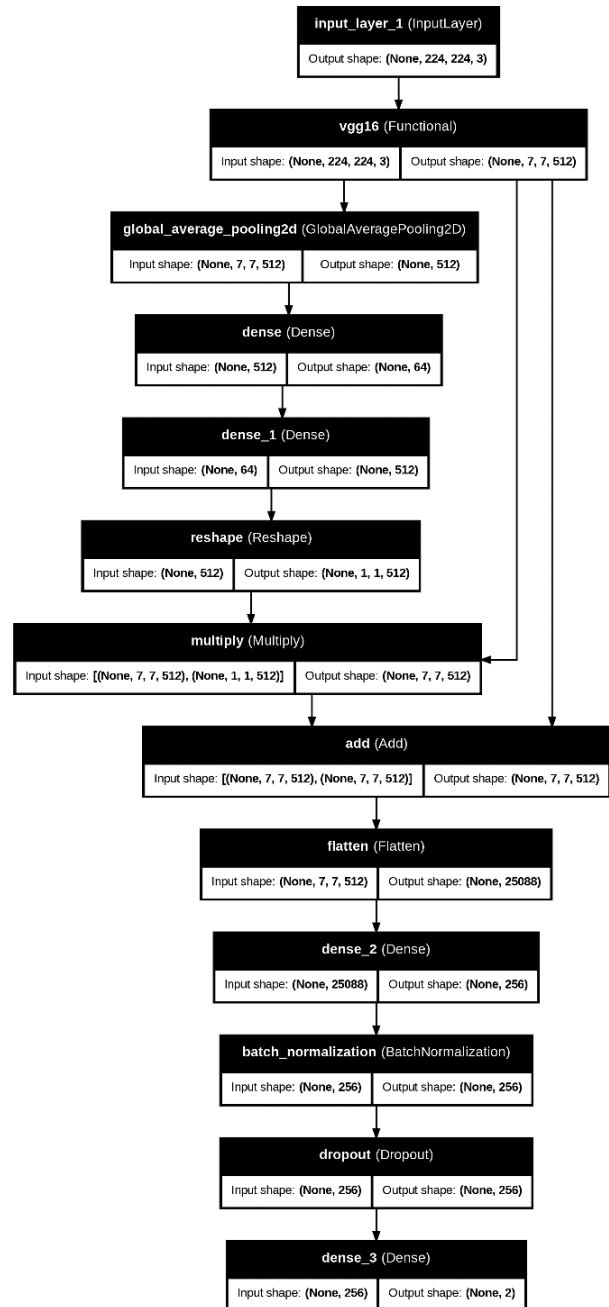 input_layer_1 (InputLayer)
Output shape: (None, 224, 224, 3)
vgg16 (Functional)
Input shape: (None, 224, 224, 3) Output shape: (None, 7, 7, 512)
global_average_pooling2d (GlobalAveragePooling2D)
Input shape: (None, 7, 7, 512) Output shape: (None, 512)
dense (Dense)
Input shape: (None, 512) Output shape: (None, 64)
dense_1 (Dense)
Input shape: (None, 64) Output shape: (None, 512)
reshape (Reshape)
Input shape: (None, 512) Output shape: (None, 1, 1, 512)
multiply (Multiply)
Input shape: [(None, 7, 7, 512), (None, 1, 1, 512)] Output shape: (None, 7, 7, 512)
add (Add)
Input shape: [(None, 7, 7, 512), (None, 7, 7, 512)] Output shape: (None, 7, 7, 512)
flatten (Flatten)
Input shape: (None, 7, 7, 512) Output shape: (None, 25088)
dense_2 (Dense)
Input shape: (None, 25088) Output shape: (None, 256)
batch_normalization (BatchNormalization)
Input shape: (None, 256) Output shape: (None, 256)
dropout (Dropout)
Input shape: (None, 256) Output shape: (None, 256)
dense_3 (Dense)
Input shape: (None, 256) Output shape: (None, 2)